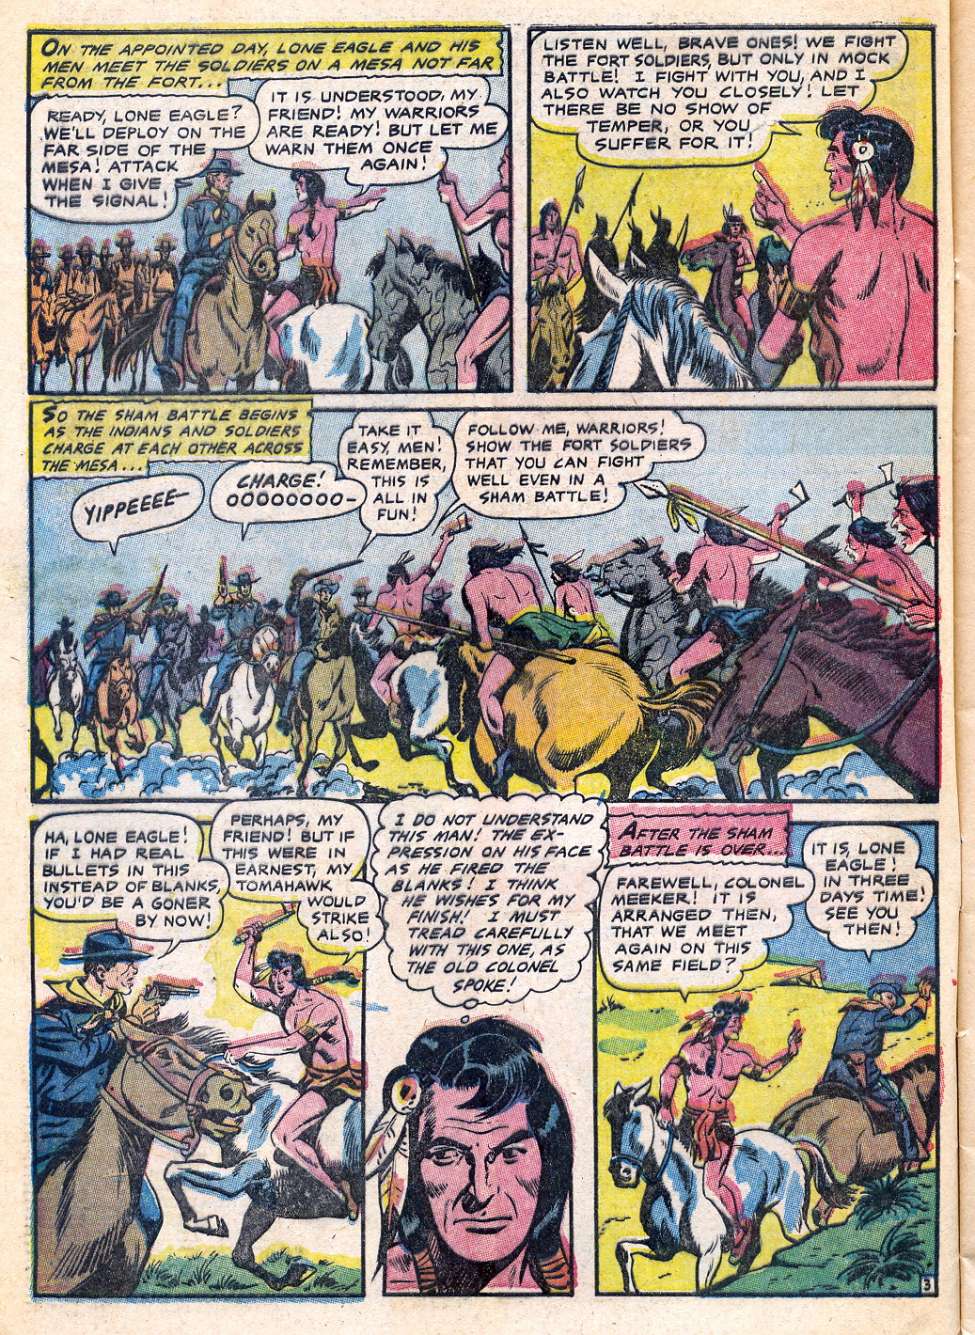 ON THE APPOINTED DAY, LONE EAGLE AND HIS
MEN MEET THE SOLDIERS ON A MESA NOT FAR
FROM THE FORT...
READY, LONE EAGLE?
WE'LL DEPLOY ON THE
FAR SIDE OF THE
MESA! ATTACK
WHEN I GIVE
THE SIGNAL!
IT IS UNDERSTOOD, MY
FRIEND! MY WARRIORS
ARE READY! BUT LET ME
WARN THEM ONCE
AGAIN!
LISTEN WELL, BRAVE ONES! WE FIGHT
THE FORT SOLDIERS, BUT ONLY IN MOCK
BATTLE! I FIGHT WITH YOU, AND I
ALSO WATCH YOU CLOSELY! LET
THERE BE NO SHOW OF
TEMPER, OR YOU
SUFFER FOR IT!
SO THE SHAM BATTLE BEGINS
AS THE INDIANS AND SOLDIERS
CHARGE AT EACH OTHER ACROSS
THE MESA...
YIPPEEEE-
CHARGE!
OOOOOOOO-
TAKE IT
EASY, MEN!
REMEMBER,
THIS IS
ALL IN
FUN!
FOLLOW ME, WARRIORS!
SHOW THE FORT SOLDIERS
THAT YOU CAN FIGHT
WELL EVEN IN A
SHAM BATTLE!
HA, LONE EAGLE!
IF I HAD REAL
BULLETS IN THIS
INSTEAD OF BLANKS,
YOU'D BE A GONER
BY NOW!
PERHAPS, MY
FRIEND! BUT IF
THIS WERE IN
EARNEST, MY
TOMAHAWK
WOULD
STRIKE
ALSO!
I DO NOT UNDERSTAND
THIS MAN! THE EX-
PRESSION ON HIS FACE
AS HE FIRED THE
BLANKS! I THINK
HE WISHES FOR MY
FINISH! I MUST
TREAD CAREFULLY
WITH THIS ONE, AS
THE OLD COLONEL
SPOKE!
AFTER THE SHAM
BATTLE IS OVER...
FAREWELL, COLONEL
MEEKER! IT IS
ARRANGED THEN,
THAT WE MEET
AGAIN ON THIS
SAME FIELD?
IT IS, LONE
EAGLE!
IN THREE
DAYS TIME!
SEE YOU
THEN!
3